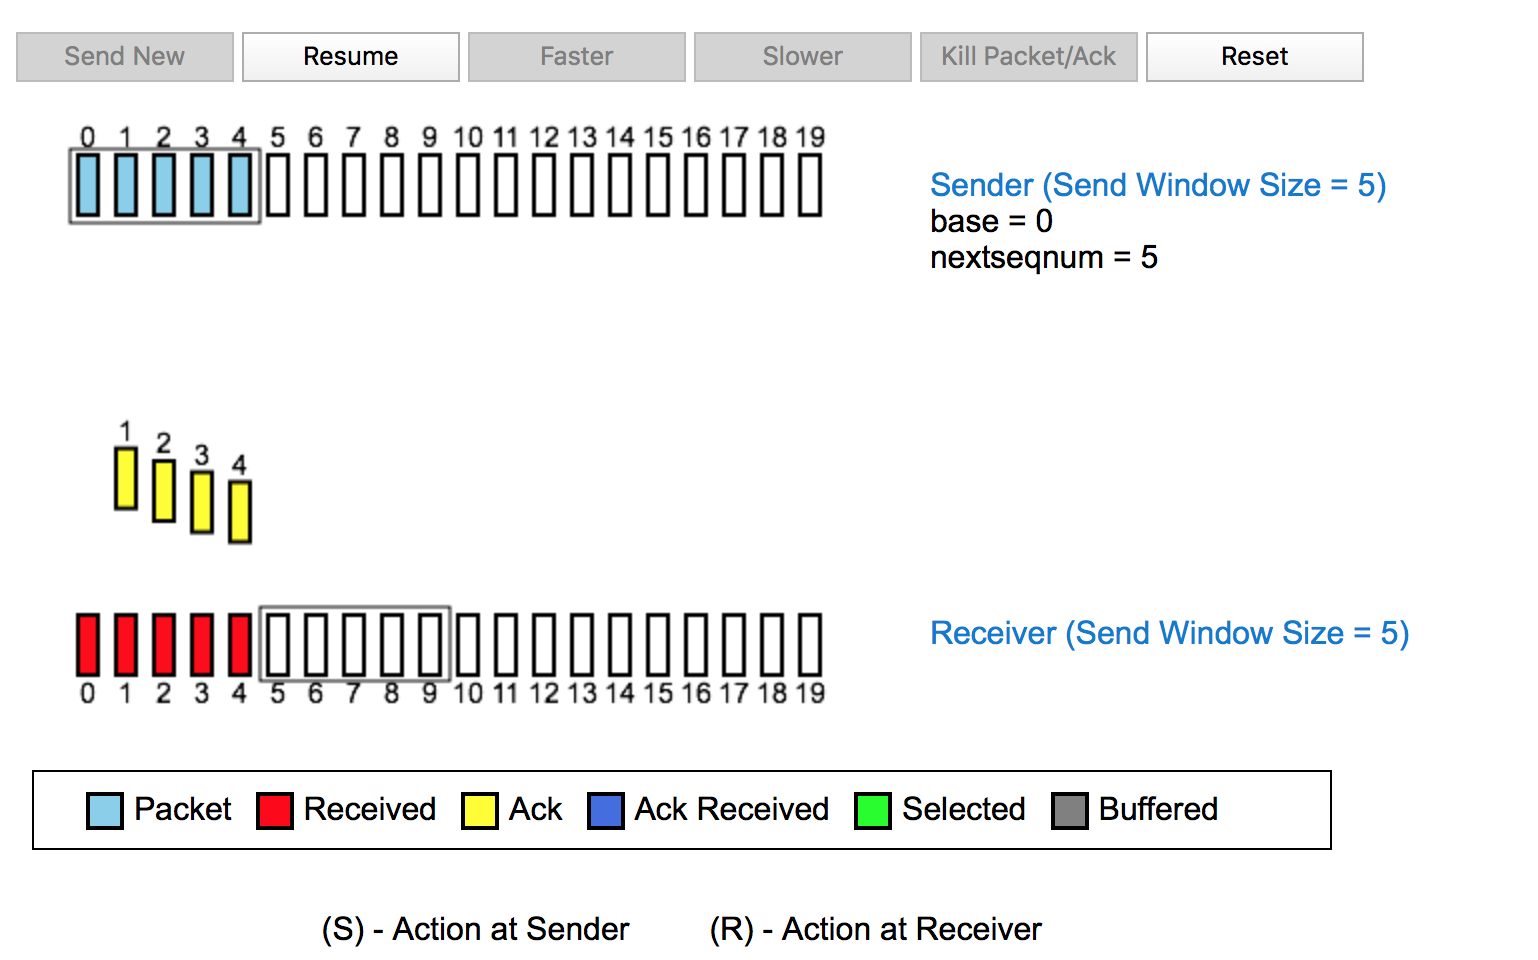 Send New Resume Faster Slower Kill Packet/Ack Reset
0 1 2 3 4 5 6 7 8 9 10 11 12 13 14 15 16 17 18 19
Sender (Send Window Size = 5)
base = 0
nextseqnum = 5
1 2 3 4
Receiver (Send Window Size = 5)
0 1 2 3 4 5 6 7 8 9 10 11 12 13 14 15 16 17 18 19
Packet Received Ack Ack Received Selected Buffered
(S) - Action at Sender (R) - Action at Receiver